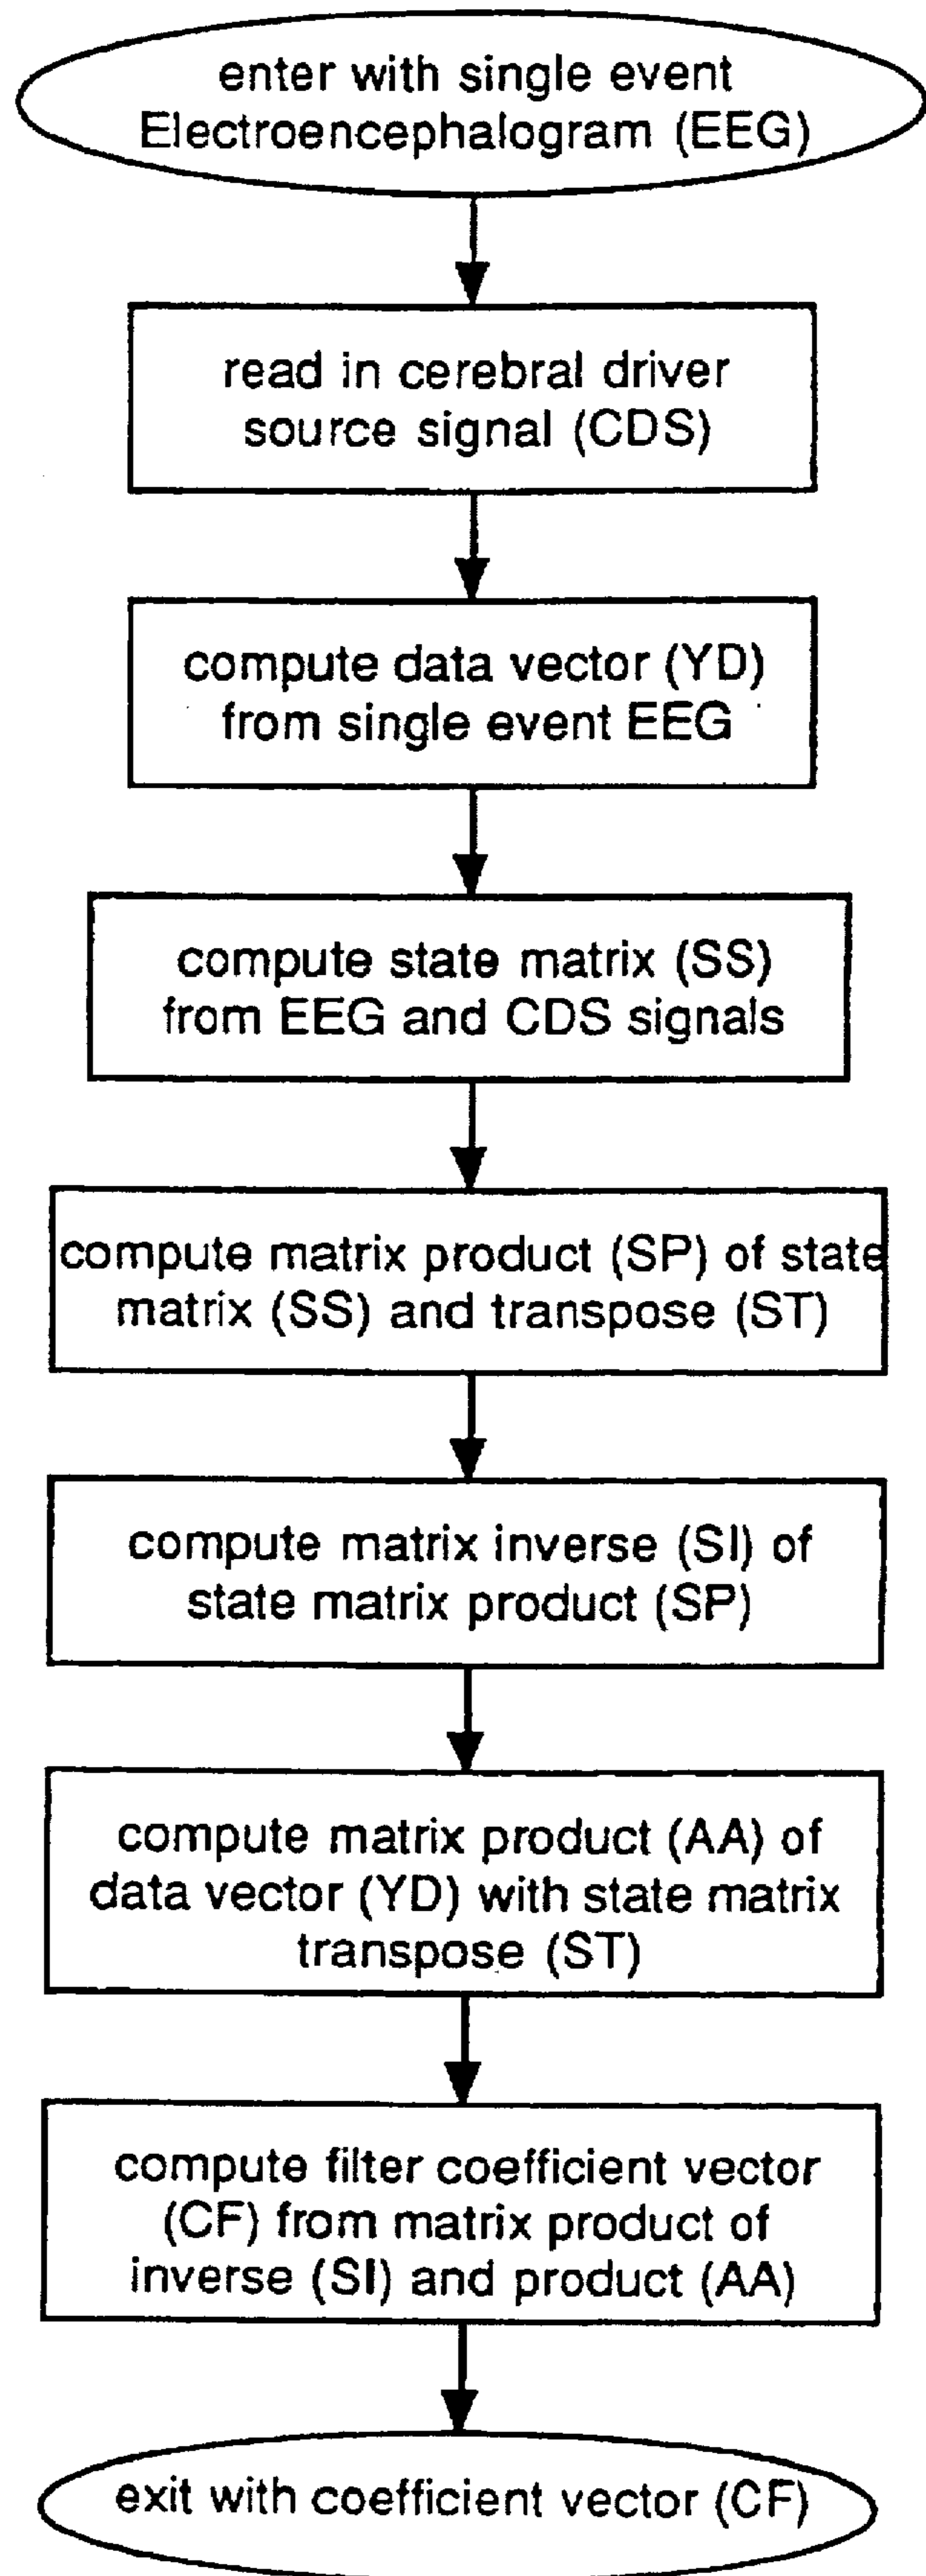 enter with single event
Electroencephalogram (EEG)
read in cerebral driver
source signal (CDS)
compute data vector (YD)
from single event EEG
compute state matrix (SS)
from EEG and CDS signals
compute matrix product (SP) of state
matrix (SS) and transpose (ST)
compute matrix inverse (SI) of
state matrix product (SP)
compute matrix product (AA) of
data vector (YD) with state matrix
transpose (ST)
compute filter coefficient vector
(CF) from matrix product of
inverse (SI) and product (AA)
exit with coefficient vector (CF)